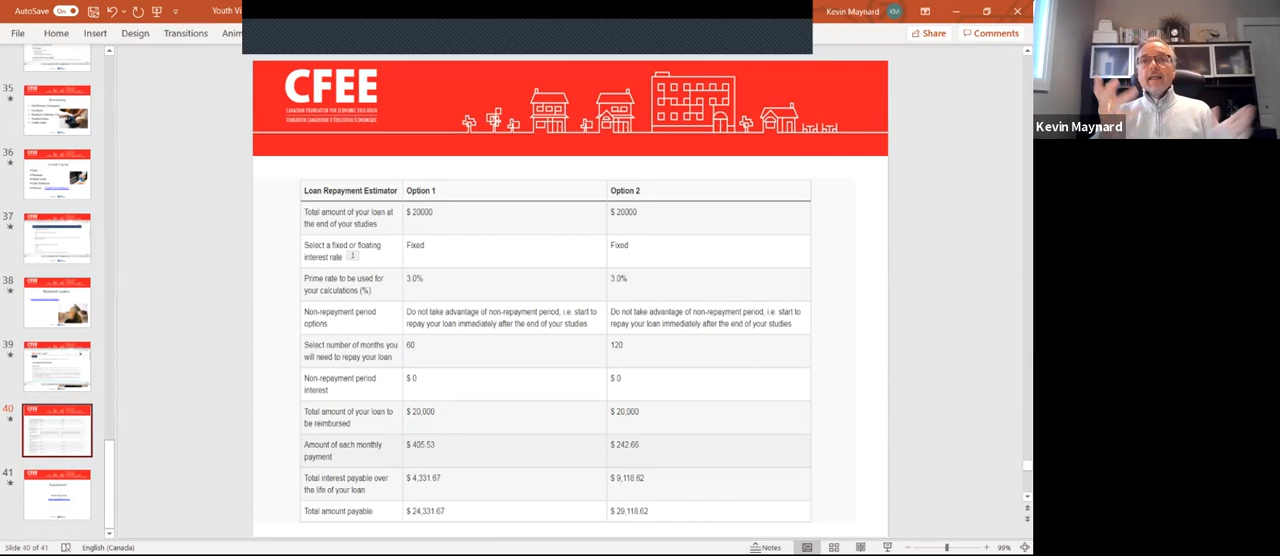 AutoSave On
Youth Vi
Kevin Maynard
KM
File Home Insert Design Transitions Anim
Share Comments
35
36
37
38
39
40
41
CFEE
CANADIAN FOUNDATION FOR ECONOMIC EDUCATION
FONDATION CANADIENNE D'ÉDUCATION ÉCONOMIQUE
Loan Repayment Estimator Option 1 Option 2
Total amount of your loan at $ 20000 $ 20000
the end of your studies
Select a fixed or floating Fixed Fixed
interest rate 1
Prime rate to be used for 3.0% 3.0%
your calculations (%)
Non-repayment period Do not take advantage of non-repayment period, i.e. start to Do not take advantage of non-repayment period, i.e. start to
options repay your loan immediately after the end of your studies repay your loan immediately after the end of your studies
Select number of months you 60 120
will need to repay your loan
Non-repayment period $ 0 $ 0
interest
Total amount of your loan to $ 20,000 $ 20,000
be reimbursed
Amount of each monthly $ 405.53 $ 242.66
payment
Total interest payable over $ 4,331.67 $ 9,118.62
the life of your loan
Total amount payable $ 24,331.67 $ 29,118.62
Kevin Maynard
Slide 40 of 41 English (Canada) Notes 99%